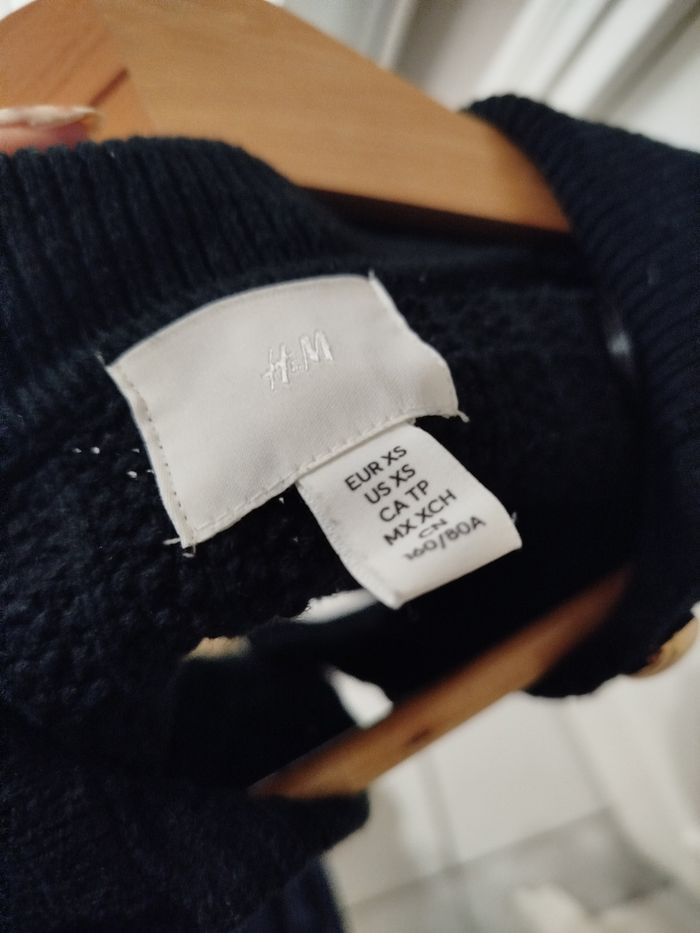 H&M
EUR XS
US XS
CA TP
MX XCH
CN
160/80A